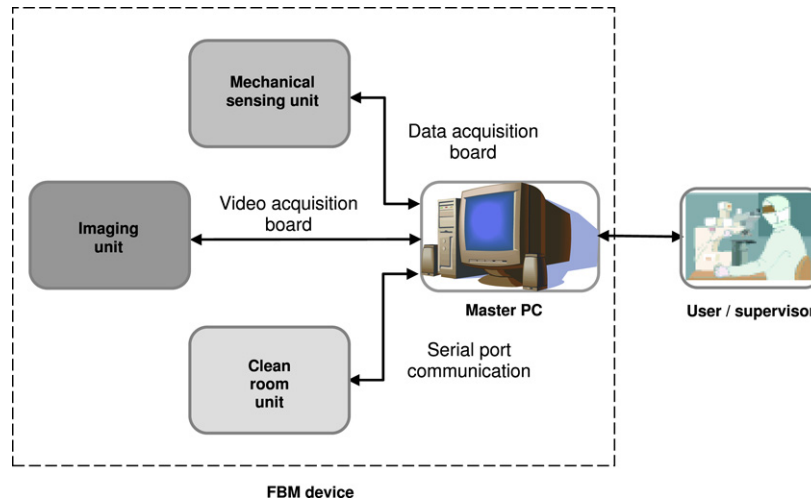 Mechanical
sensing unit
Data acquisition
board
Imaging
unit
Video acquisition
board
Master PC
User / supervisor
Clean
room
unit
Serial port
communication
FBM device